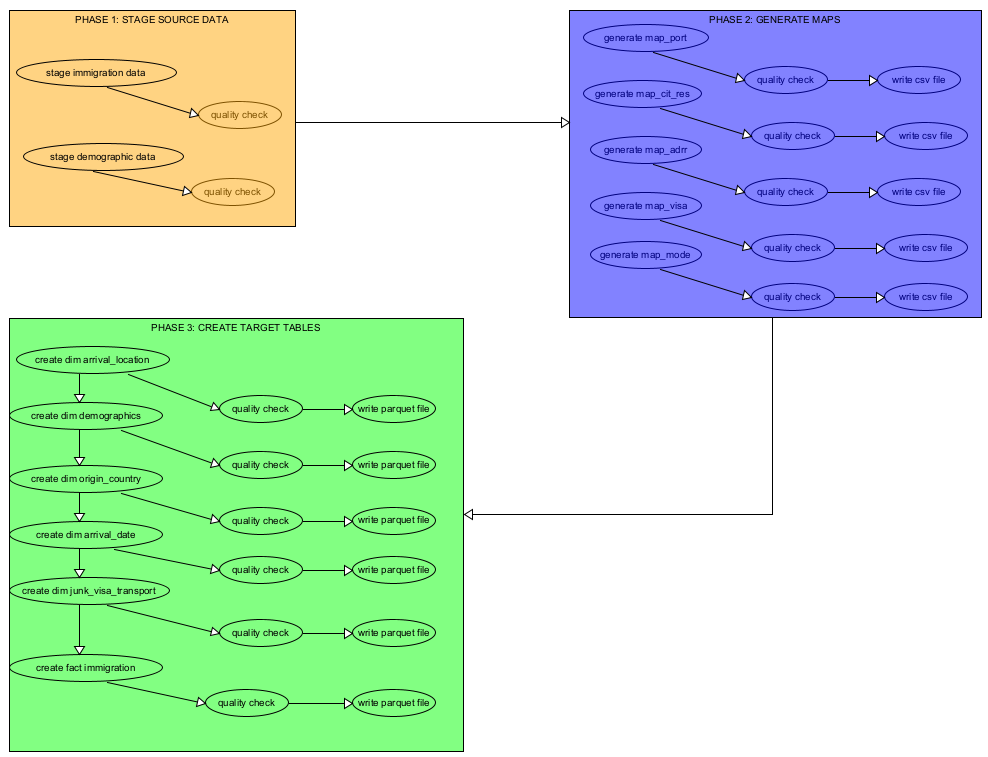 PHASE 1: STAGE SOURCE DATA
stage immigration data
quality check
stage demographic data
quality check
PHASE 2: GENERATE MAPS
generate map_port
quality check
write csv file
generate map_cit_res
quality check
write csv file
generate map_adrr
quality check
write csv file
generate map_visa
quality check
write csv file
generate map_mode
quality check
write csv file
PHASE 3: CREATE TARGET TABLES
create dim arrival_location
quality check
write parquet file
create dim demographics
quality check
write parquet file
create dim origin_country
quality check
write parquet file
create dim arrival_date
quality check
write parquet file
create dim junk_visa_transport
quality check
write parquet file
create fact immigration
quality check
write parquet file